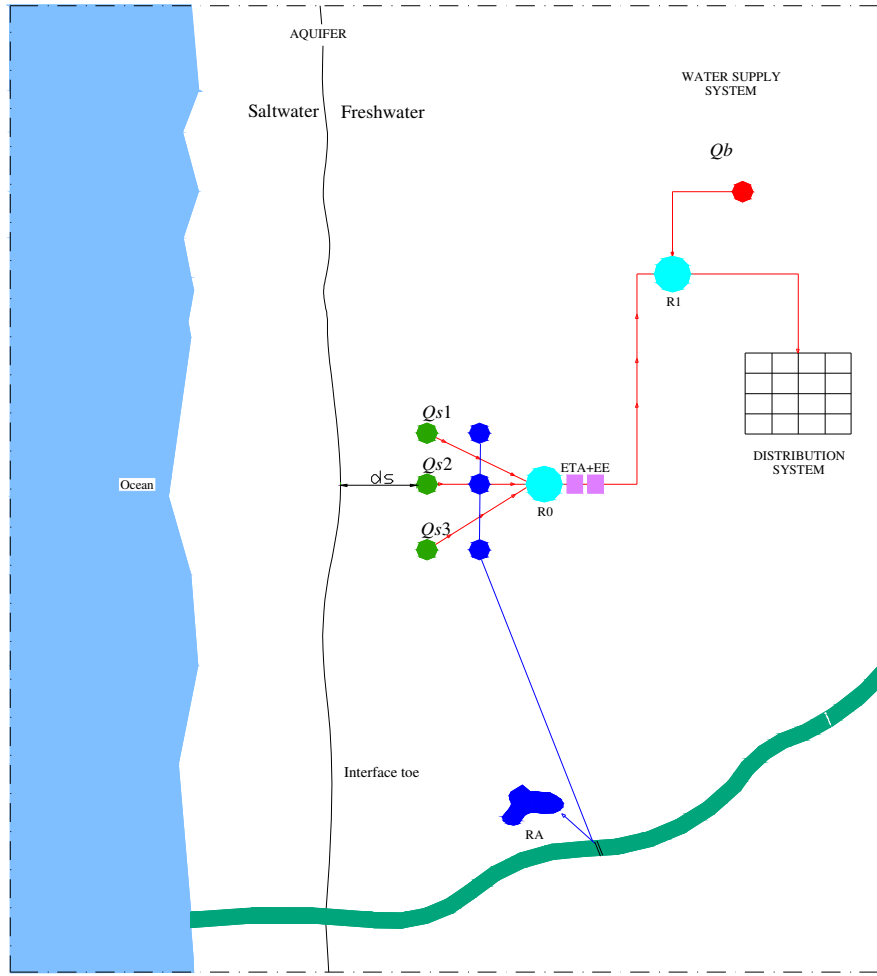 AQUIFER
WATER SUPPLY
SYSTEM
Saltwater
Freshwater
Qb
R1
Qs1
DISTRIBUTION
SYSTEM
Qs2
ETA+EE
ds
Ocean
R0
Qs3
Interface toe
RA